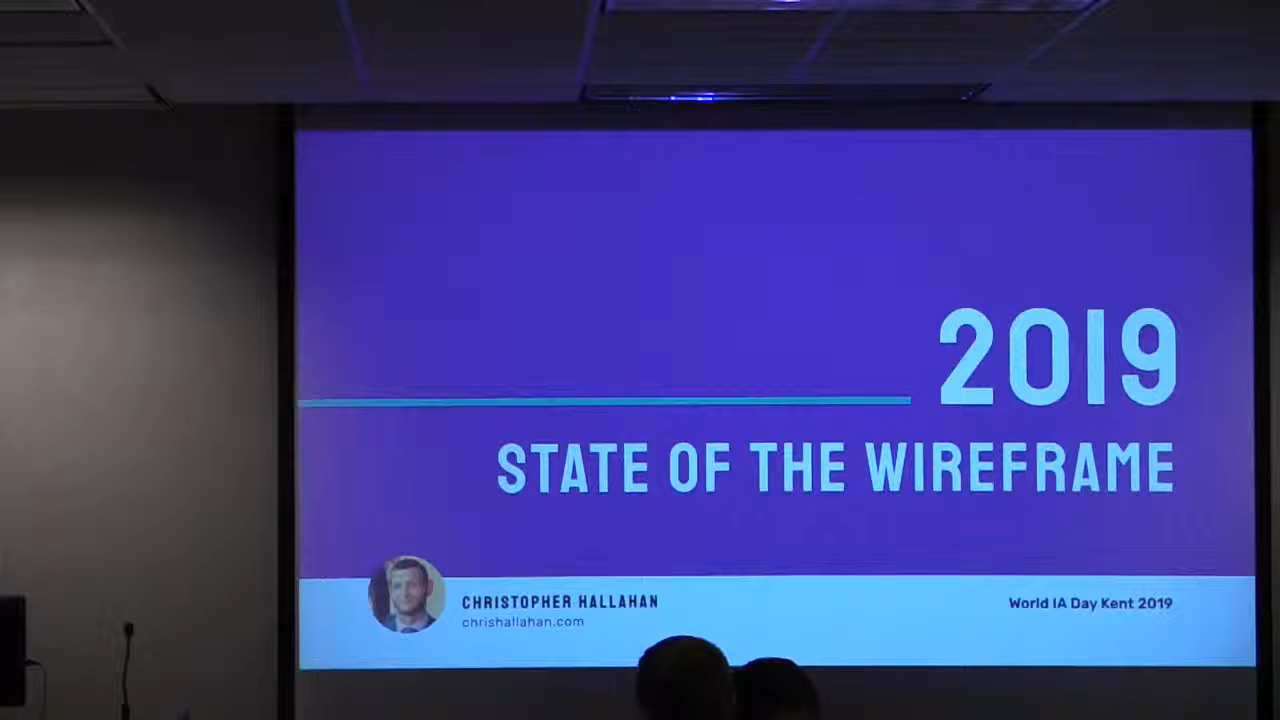 2019
STATE OF THE WIREFRAME
CHRISTOPHER HALLAHAN
chrishallahan.com
World IA Day Kent 2019